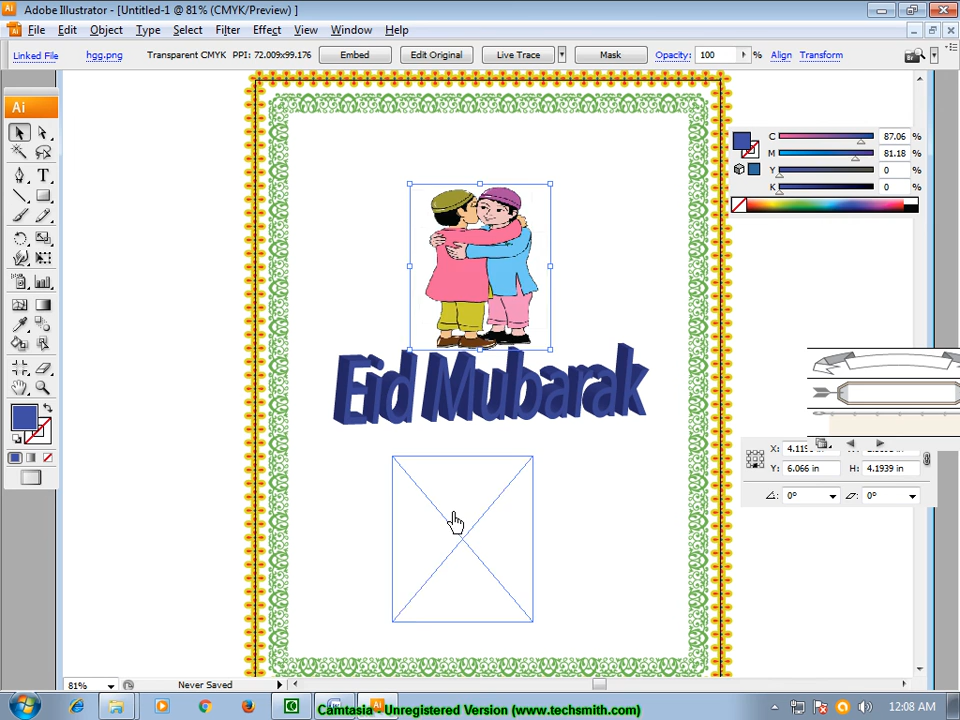 Adobe Illustrator - [Untitled-1 @ 81% (CMYK/Preview) ]
File Edit Object Type Select Filter Effect View Window Help
Linked File hgg.png Transparent CMYK PPI: 72.009x99.176 Embed Edit Original Live Trace Mask Opacity: 100 % Align Transform
Ai
C 87.06 %
M 81.18 %
Y 0 %
K 0 %
Eid Mubarak
X:
Y: 6.066 in H: 4.1939 in
0° 0°
81% Never Saved
Camtasia - Unregistered Version (www.techsmith.com)
12:08 AM